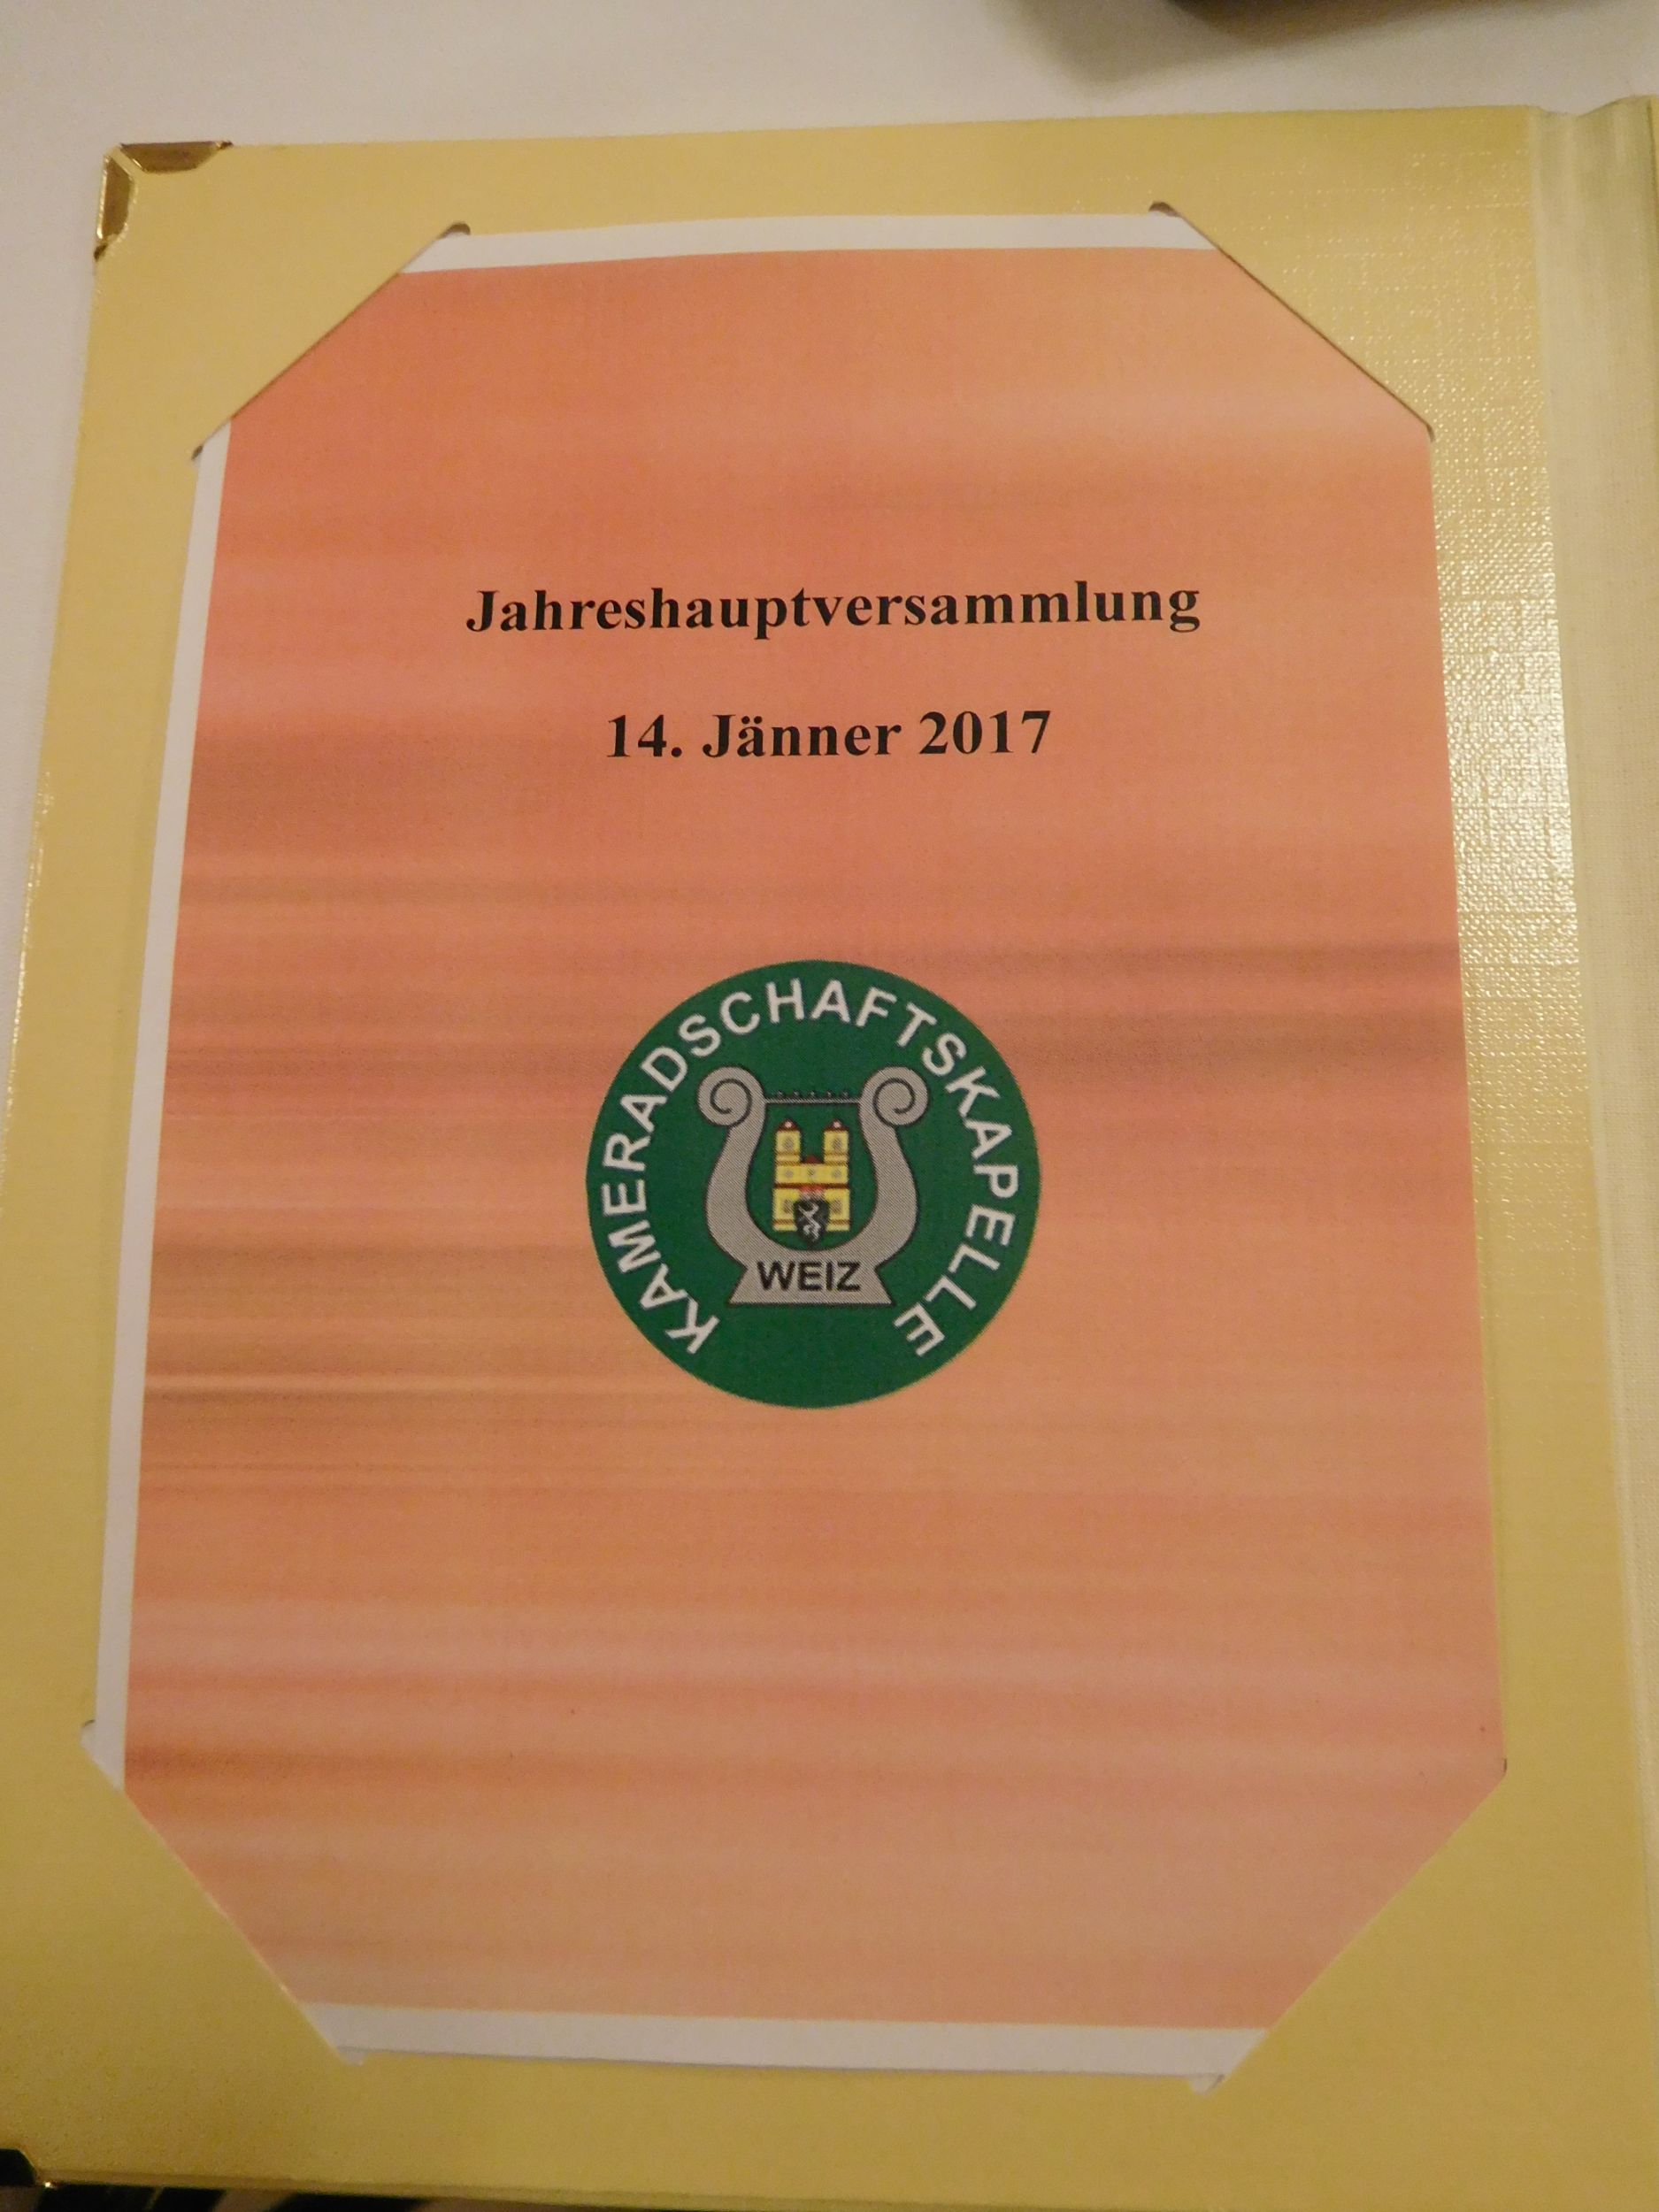 Jahreshauptversammlung
14. Jänner 2017
KAMERADSCHAFTSKAPELLE
WEIZ